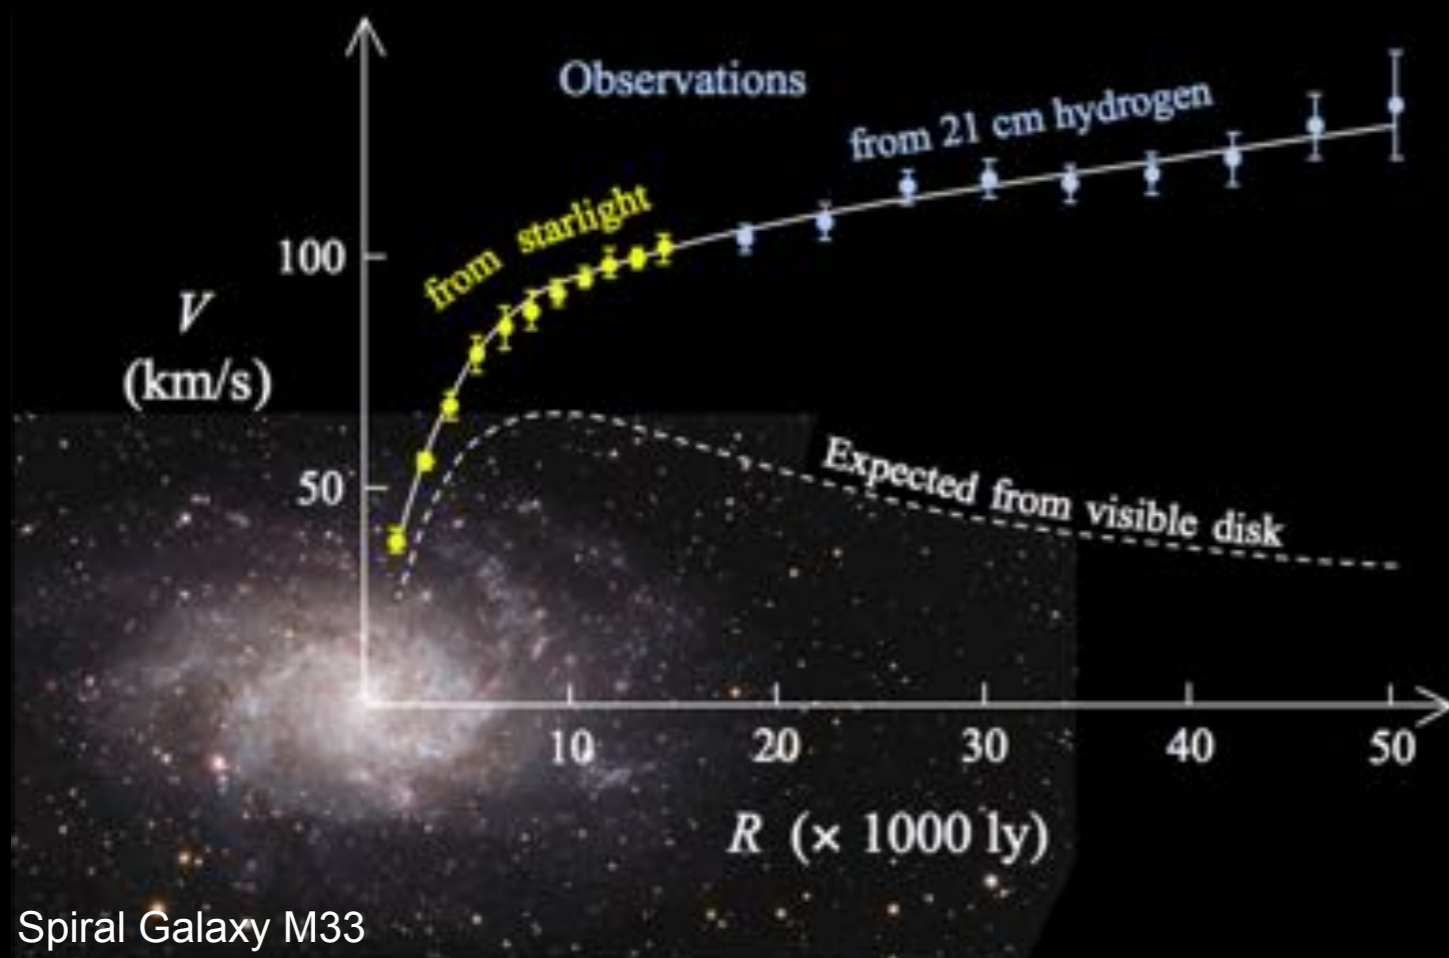 Observations
from 21 cm hydrogen
from starlight
100
V
(km/s)
50
Expected from visible disk
10
20
30
40
50
R (× 1000 ly)
Spiral Galaxy M33